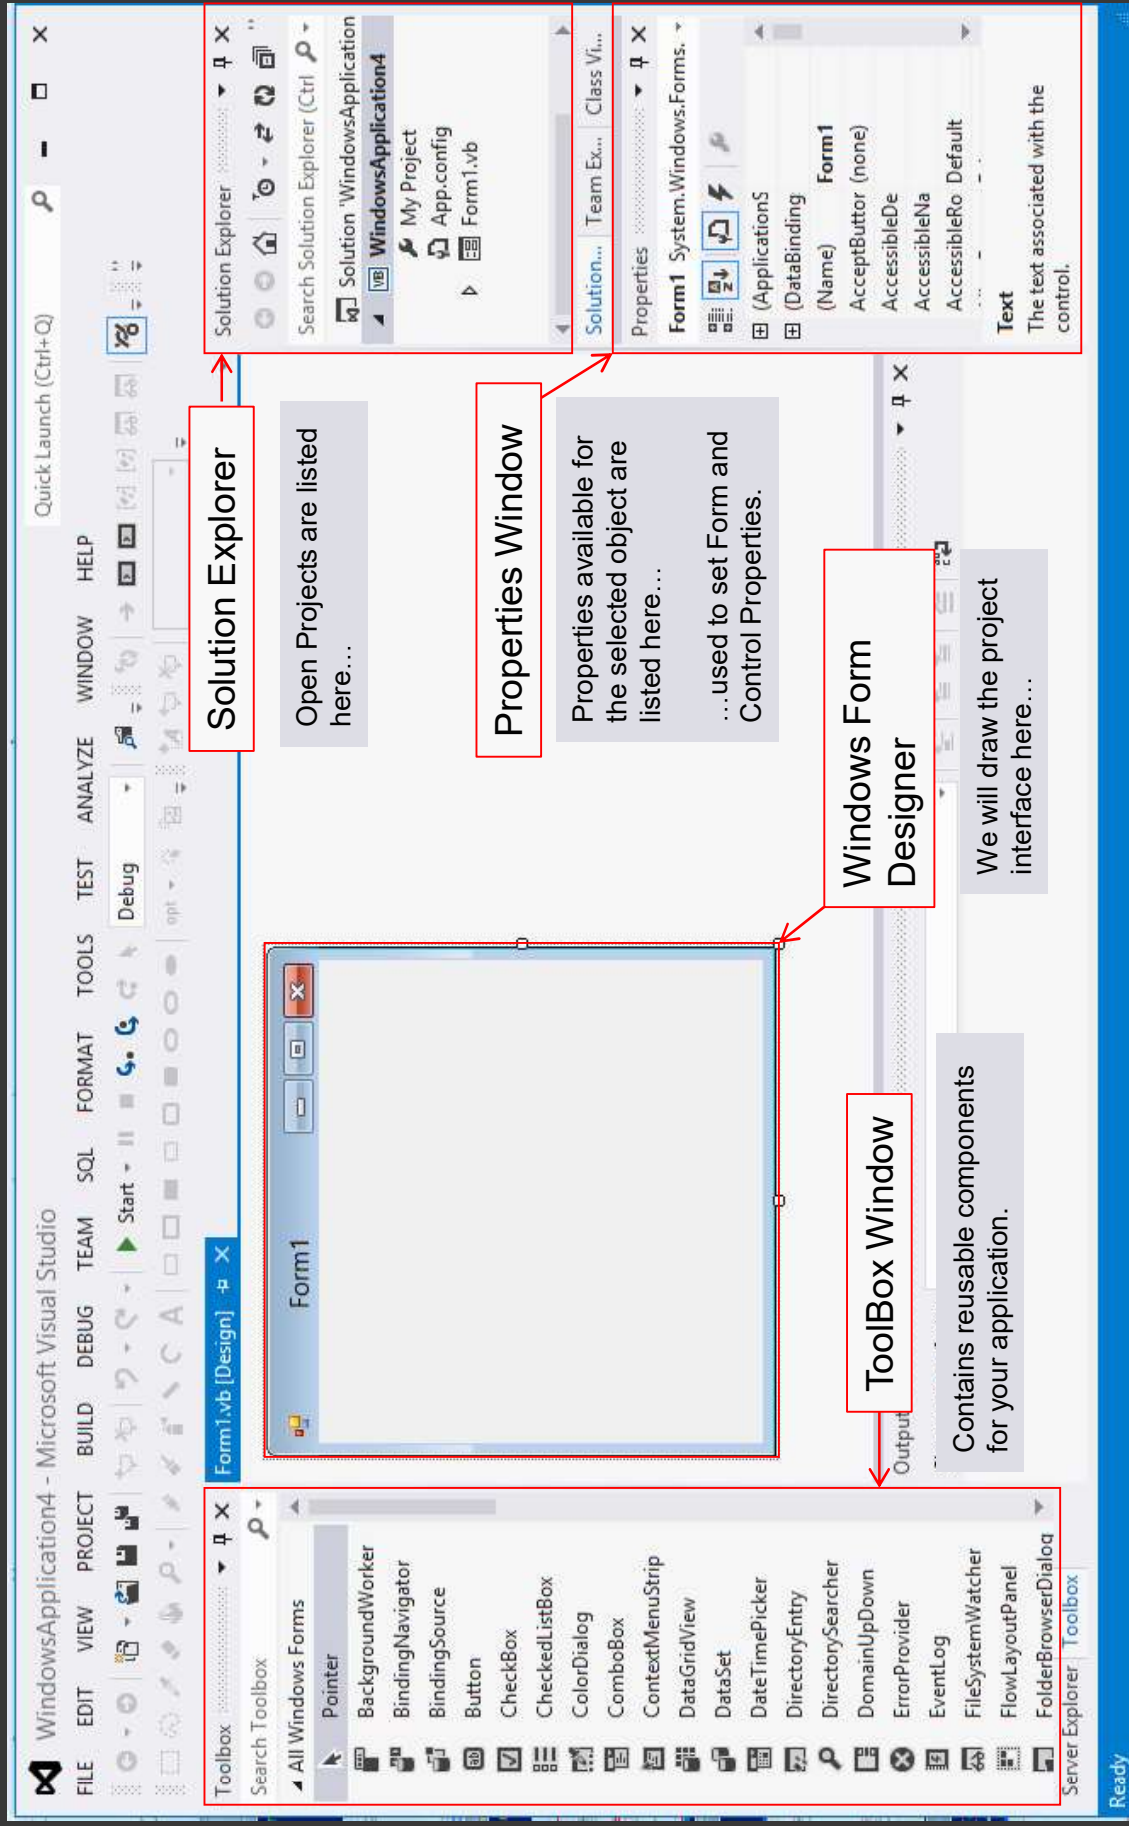 WindowsApplication4 - Microsoft Visual Studio
Quick Launch (Ctrl+Q)
FILE EDIT VIEW PROJECT BUILD DEBUG TEAM SQL FORMAT TOOLS TEST ANALYZE WINDOW HELP
Start
Debug
opt
Toolbox
Search Toolbox
All Windows Forms
Pointer
BackgroundWorker
BindingNavigator
BindingSource
Button
CheckBox
CheckedListBox
ColorDialog
ComboBox
ContextMenuStrip
DataGridView
DataSet
DateTimePicker
DirectoryEntry
DirectorySearcher
DomainUpDown
ErrorProvider
EventLog
FileSystemWatcher
FlowLayoutPanel
FolderBrowserDialog
Server Explorer Toolbox
Ready
Form1.vb [Design]
Form1
Output
ToolBox Window
Contains reusable components
for your application.
Solution Explorer
Open Projects are listed
here...
Properties Window
Properties available for
the selected object are
listed here...
...used to set Form and
Control Properties.
Windows Form
Designer
We will draw the project
interface here...
Solution Explorer
Search Solution Explorer (Ctrl
Solution 'WindowsApplication
WindowsApplication4
My Project
App.config
Form1.vb
Solution... Team Ex... Class Vi...
Properties
Form1 System.Windows.Forms.
(ApplicationS
(DataBinding
(Name) Form1
AcceptButtor (none)
AccessibleDe
AccessibleNa
AccessibleRo Default
Text
The text associated with the
control.